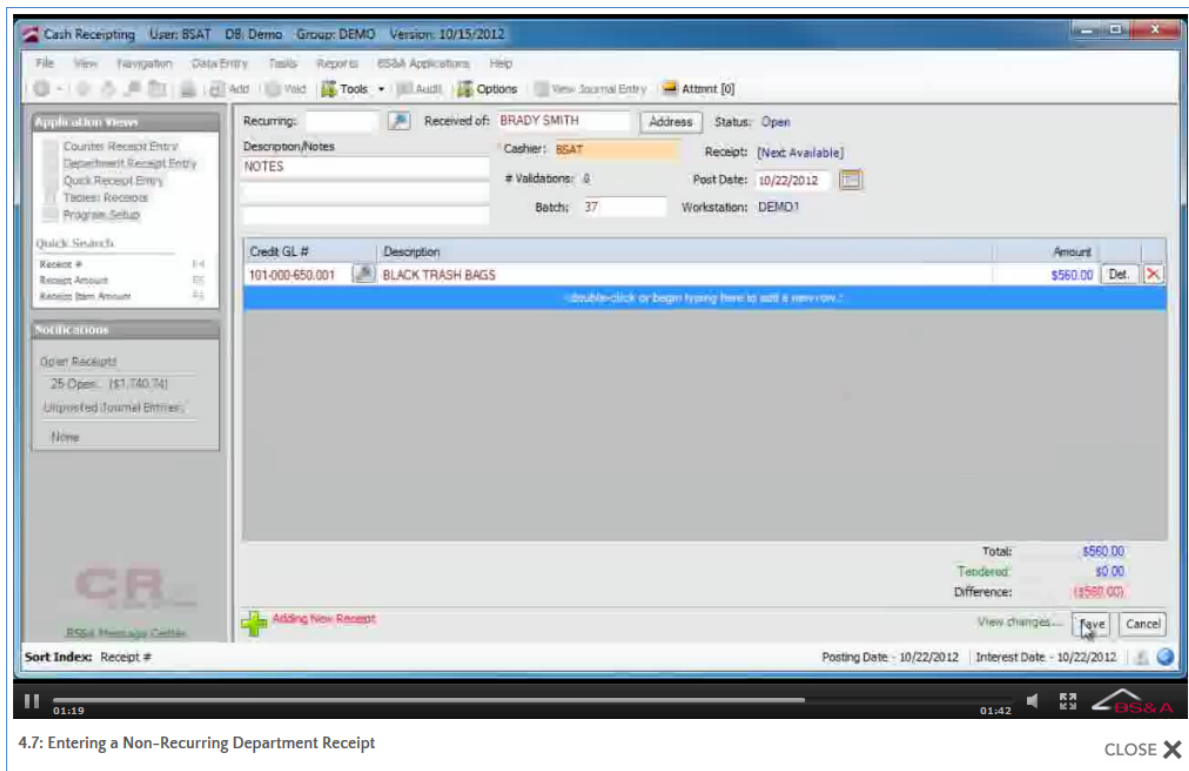 Cash Receipting User: BSAT DB: Demo Group: DEMO Version: 10/15/2012
File View Navigation Data Entry Tasks Reports BS&A Applications Help
Add Void Tools Audit Options View Journal Entry Attmnt [0]
Application Views
Counter Receipt Entry
Department Receipt Entry
Quick Receipt Entry
Tables: Receipts
Program Setup
Quick Search
Receipt #
Receipt Amount
Receipt Item Amount
Notifications
Open Receipts
25 Open... ($1,740.74)
Unposted Journal Entries
None
CR
BS&A Message Center
Recurring: Received of: BRADY SMITH Address Status: Open
Description/Notes Cashier: BSAT Receipt: [Next Available]
NOTES
# Validations: 0 Post Date: 10/22/2012
Batch: 37 Workstation: DEMO1
Credit GL # Description Amount
101-000-650.001 BLACK TRASH BAGS $560.00 Det.
double-click or begin typing here to add a new row
Total: $560.00
Tendered: $0.00
Difference: ($560.00)
Adding New Receipt View changes.... Save Cancel
Sort Index: Receipt # Posting Date - 10/22/2012 Interest Date - 10/22/2012
01:19 01:42 BS&A
4.7: Entering a Non-Recurring Department Receipt
CLOSE